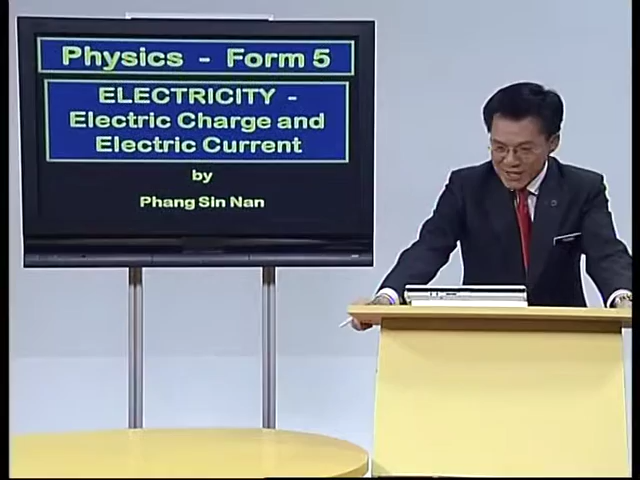 Physics - Form 5
ELECTRICITY -
Electric Charge and
Electric Current
by
Phang Sin Nan